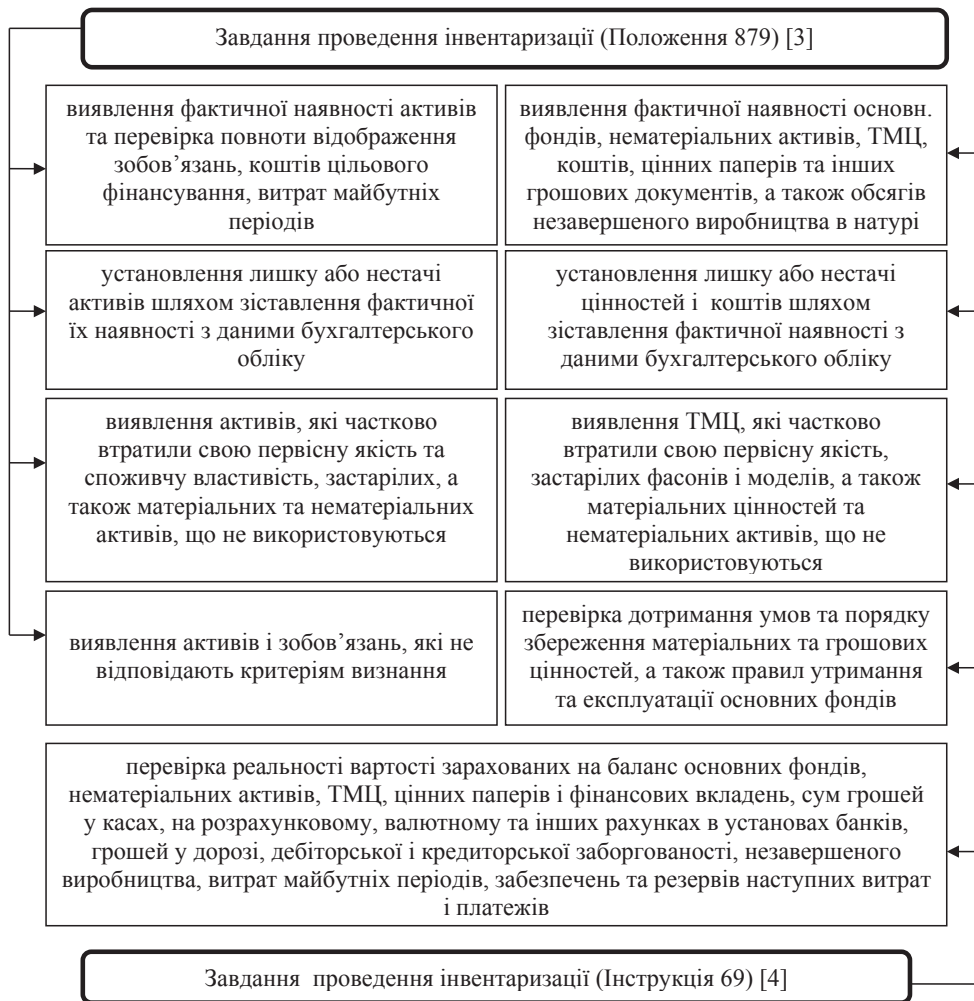 Завдання проведення інвентаризації (Положення 879) [3]
виявлення фактичної наявності активів
та перевірка повноти відображення
зобов’язань, коштів цільового
фінансування, витрат майбутніх
періодів
виявлення фактичної наявності основн.
фондів, нематеріальних активів, ТМЦ,
коштів, цінних паперів та інших
грошових документів, а також обсягів
незавершеного виробництва в натурі
установлення лишку або нестачі
активів шляхом зіставлення фактичної
їх наявності з даними бухгалтерського
обліку
установлення лишку або нестачі
цінностей і коштів шляхом
зіставлення фактичної наявності з
даними бухгалтерського обліку
виявлення активів, які частково
втратили свою первісну якість та
споживчу властивість, застарілих, а
також матеріальних та нематеріальних
активів, що не використовуються
виявлення ТМЦ, які частково
втратили свою первісну якість,
застарілих фасонів і моделів, а також
матеріальних цінностей та
нематеріальних активів, що не
використовуються
виявлення активів і зобов’язань, які не
відповідають критеріям визнання
перевірка дотримання умов та порядку
збереження матеріальних та грошових
цінностей, а також правил утримання
та експлуатації основних фондів
перевірка реальності вартості зарахованих на баланс основних фондів,
нематеріальних активів, ТМЦ, цінних паперів і фінансових вкладень, сум грошей
у касах, на розрахунковому, валютному та інших рахунках в установах банків,
грошей у дорозі, дебіторської і кредиторської заборгованості, незавершеного
виробництва, витрат майбутніх періодів, забезпечень та резервів наступних витрат
і платежів
Завдання проведення інвентаризації (Інструкція 69) [4]